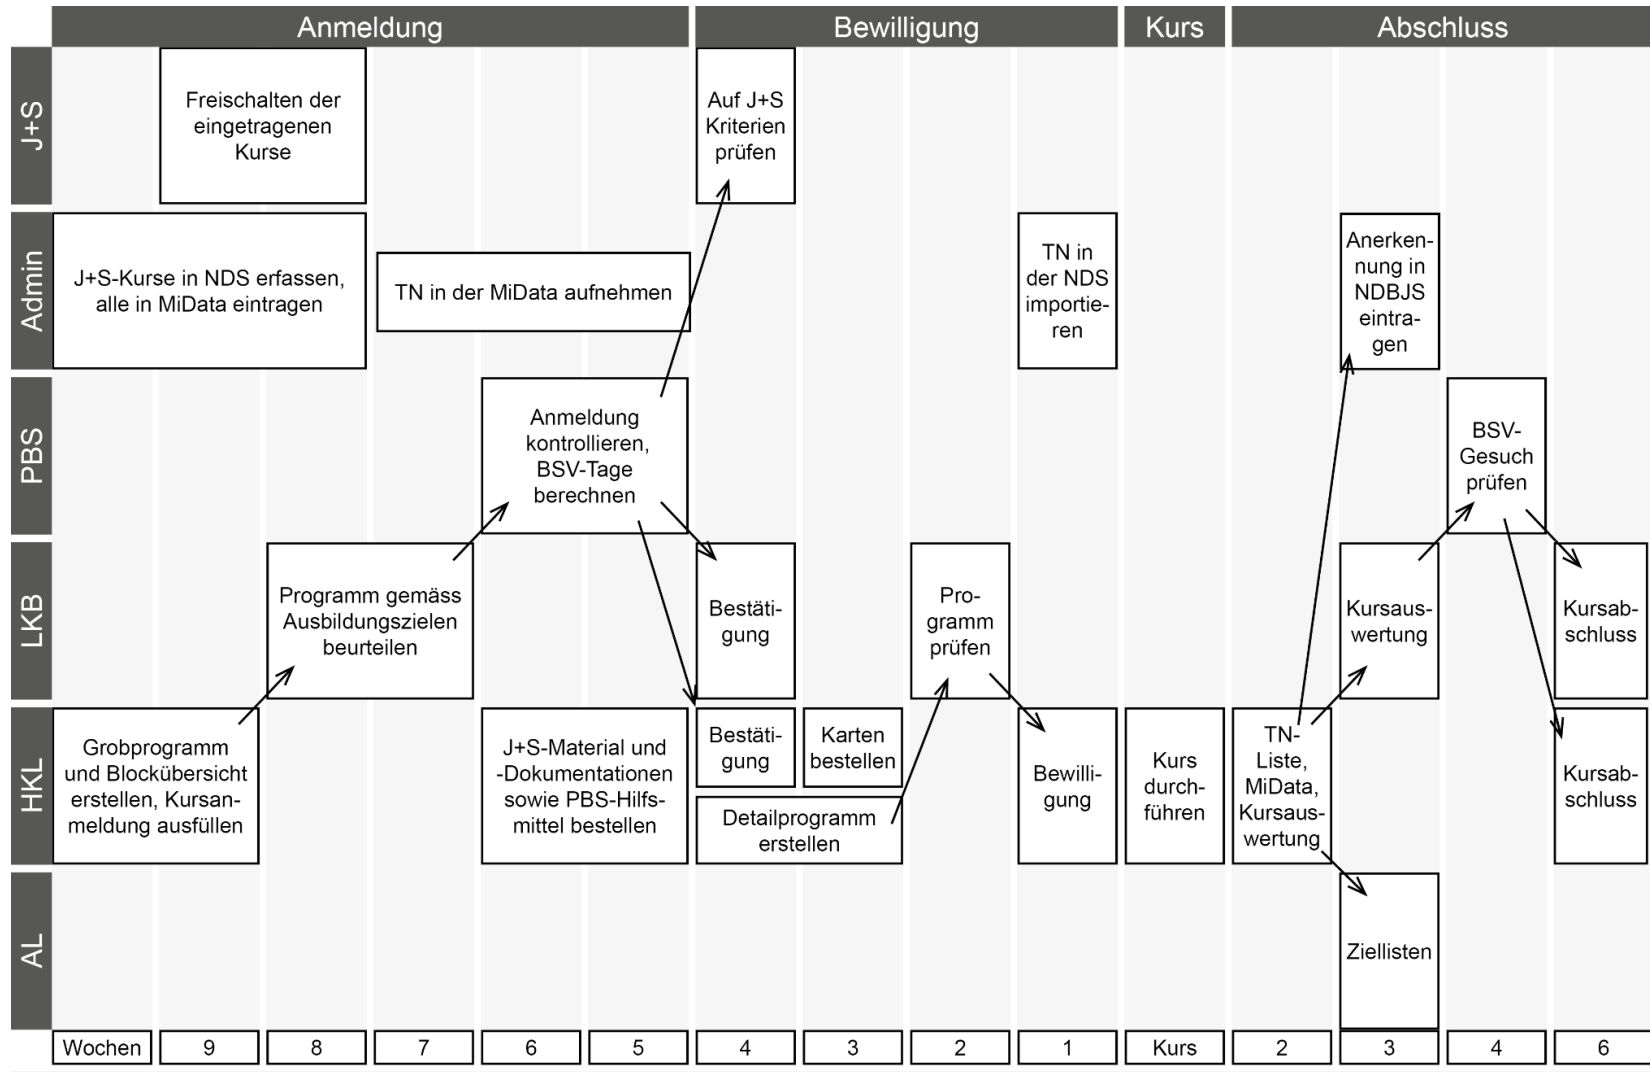 Anmeldung
Bewilligung
Kurs
Abschluss
J+S
Freischalten der
eingetragenen
Kurse
Auf J+S
Kriterien
prüfen
Admin
J+S-Kurse in NDS erfassen,
alle in MiData eintragen
TN in der MiData aufnehmen
TN in
der NDS
importie-
ren
Anerken-
nung in
NDBJS
eintra-
gen
PBS
Anmeldung
kontrollieren,
BSV-Tage
berechnen
BSV-
Gesuch
prüfen
LKB
Programm gemäss
Ausbildungszielen
beurteilen
Bestäti-
gung
Pro-
gramm
prüfen
Kursaus-
wertung
Kursab-
schluss
HKL
Grobprogramm
und Blockübersicht
erstellen, Kursan-
meldung ausfüllen
J+S-Material und
-Dokumentationen
sowie PBS-Hilfs-
mittel bestellen
Bestäti-
gung
Karten
bestellen
Detailprogramm
erstellen
Bewilli-
gung
Kurs
durch-
führen
TN-
Liste,
MiData,
Kursaus-
wertung
Kursab-
schluss
AL
Ziellisten
Wochen
9
8
7
6
5
4
3
2
1
Kurs
2
3
4
6